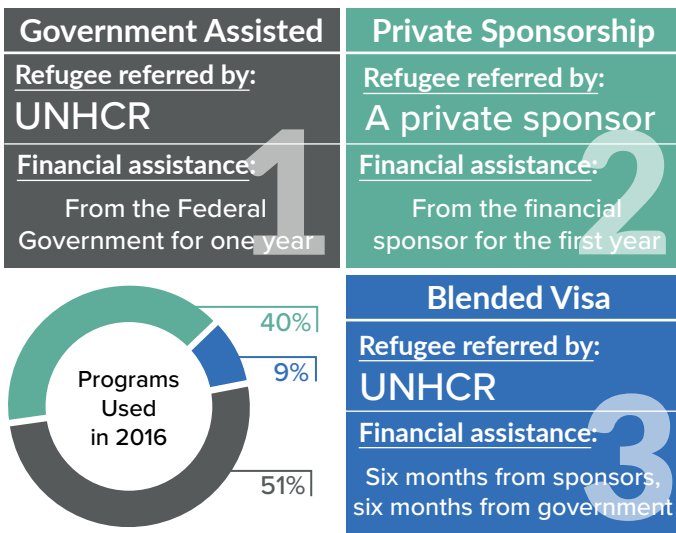 Government Assisted
Refugee referred by:
UNHCR
Financial assistance:
From the Federal
Government for one year
1
Private Sponsorship
Refugee referred by:
A private sponsor
Financial assistance:
From the financial
sponsor for the first year
2
Programs
Used
in 2016
40%
9%
51%
Blended Visa
Refugee referred by:
UNHCR
Financial assistance:
Six months from sponsors,
six months from government
3